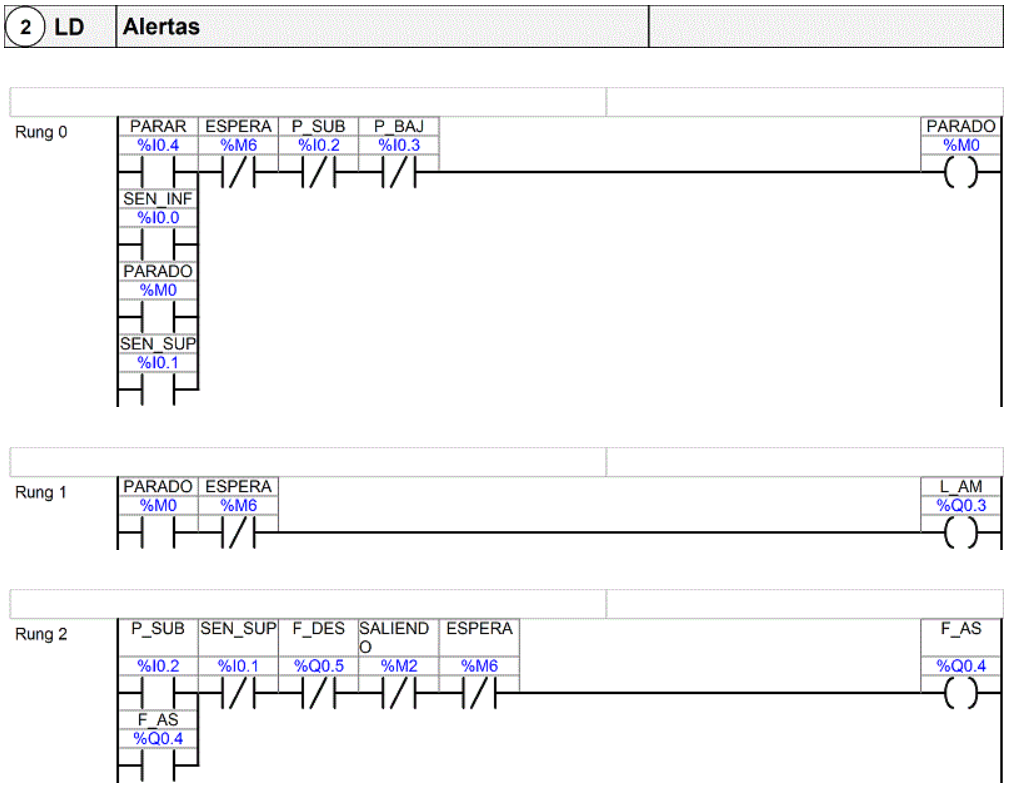 2 LD Alertas
Rung 0
PARAR ESPERA P_SUB P_BAJ PARADO
%I0.4 %M6 %I0.2 %I0.3 %M0
SEN_INF
%I0.0
PARADO
%M0
SEN_SUP
%I0.1
Rung 1
PARADO ESPERA L_AM
%M0 %M6 %Q0.3
Rung 2
P_SUB SEN_SUP F_DES SALIEND ESPERA F_AS
O
%I0.2 %I0.1 %Q0.5 %M2 %M6 %Q0.4
F_AS
%Q0.4